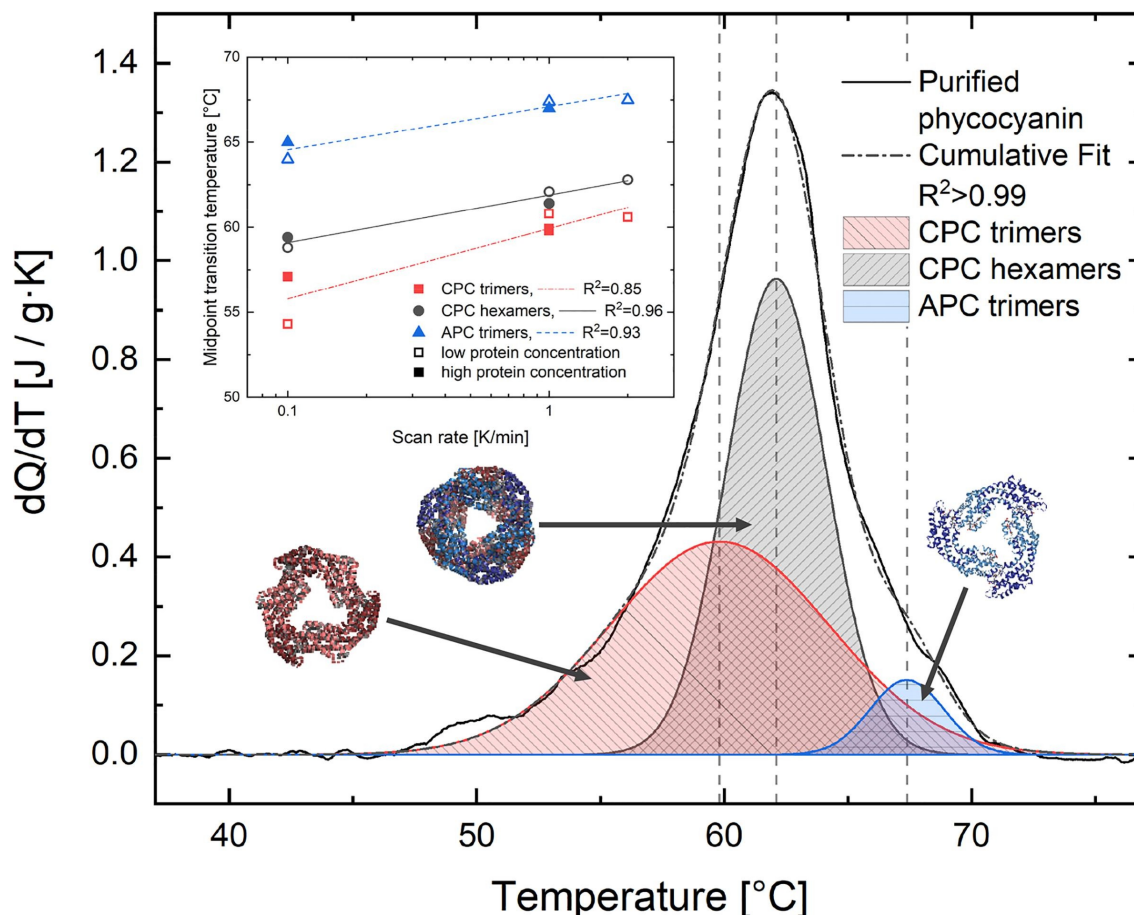 dQ/dT [J / g·K]
1.4
1.2
1.0
0.8
0.6
0.4
0.2
0.0
40
50
60
70
Temperature [°C]
Purified
phycocyanin
Cumulative Fit
R²>0.99
CPC trimers
CPC hexamers
APC trimers
Midpoint transition temperature [°C]
70
65
60
55
50
0.1
1
Scan rate [K/min]
CPC trimers, R²=0.85
CPC hexamers, R²=0.96
APC trimers, R²=0.93
low protein concentration
high protein concentration